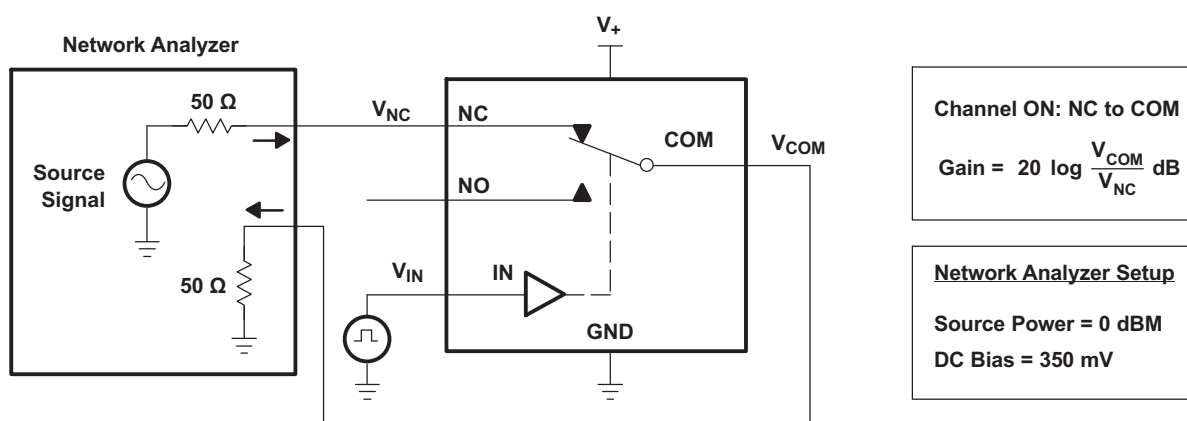 Network Analyzer
50 Ω
Source
Signal
50 Ω
V+
VNC
NC
COM
VCOM
NO
VIN
IN
GND
Channel ON: NC to COM
Gain = 20 log VCOM/VNC dB
Network Analyzer Setup
Source Power = 0 dBM
DC Bias = 350 mV